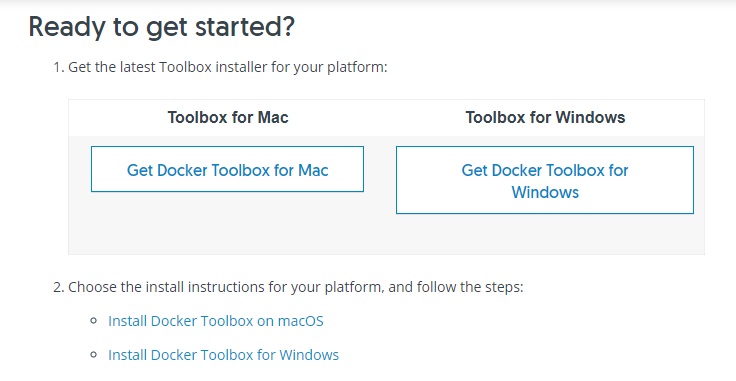 Ready to get started?
1. Get the latest Toolbox installer for your platform:
Toolbox for Mac
Toolbox for Windows
Get Docker Toolbox for Mac
Get Docker Toolbox for
Windows
2. Choose the install instructions for your platform, and follow the steps:
Install Docker Toolbox on macOS
Install Docker Toolbox for Windows